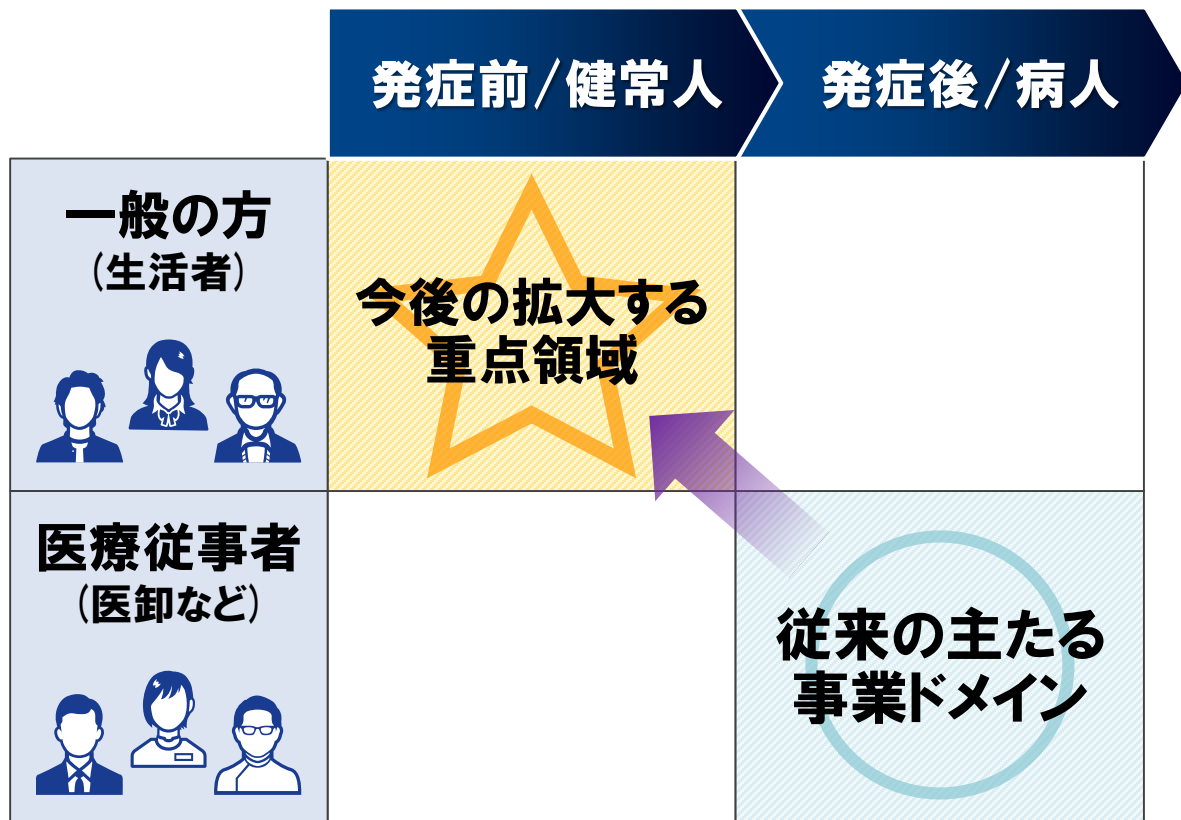 発症前/健常人
発症後/病人
一般の方
(生活者)
今後の拡大する
重点領域
医療従事者
(医卸など)
従来の主たる
事業ドメイン